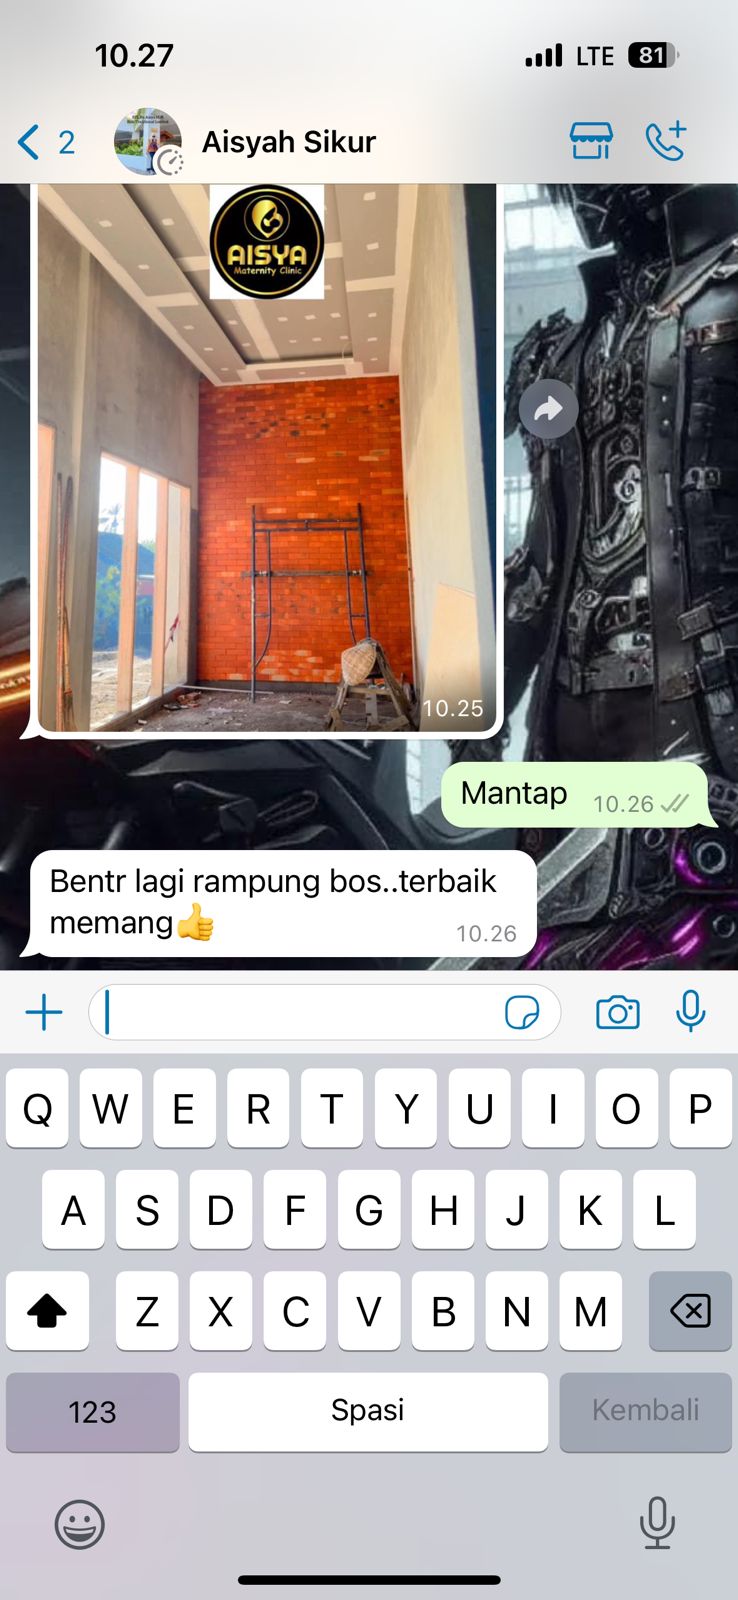 10.27
LTE 81
2
Aisyah Sikur
AISYA
Maternity Clinic
10.25
Mantap
10.26
Bentr lagi rampung bos..terbaik
memang👍
10.26
Q W E R T Y U I O P
A S D F G H J K L
Z X C V B N M
123 Spasi Kembali